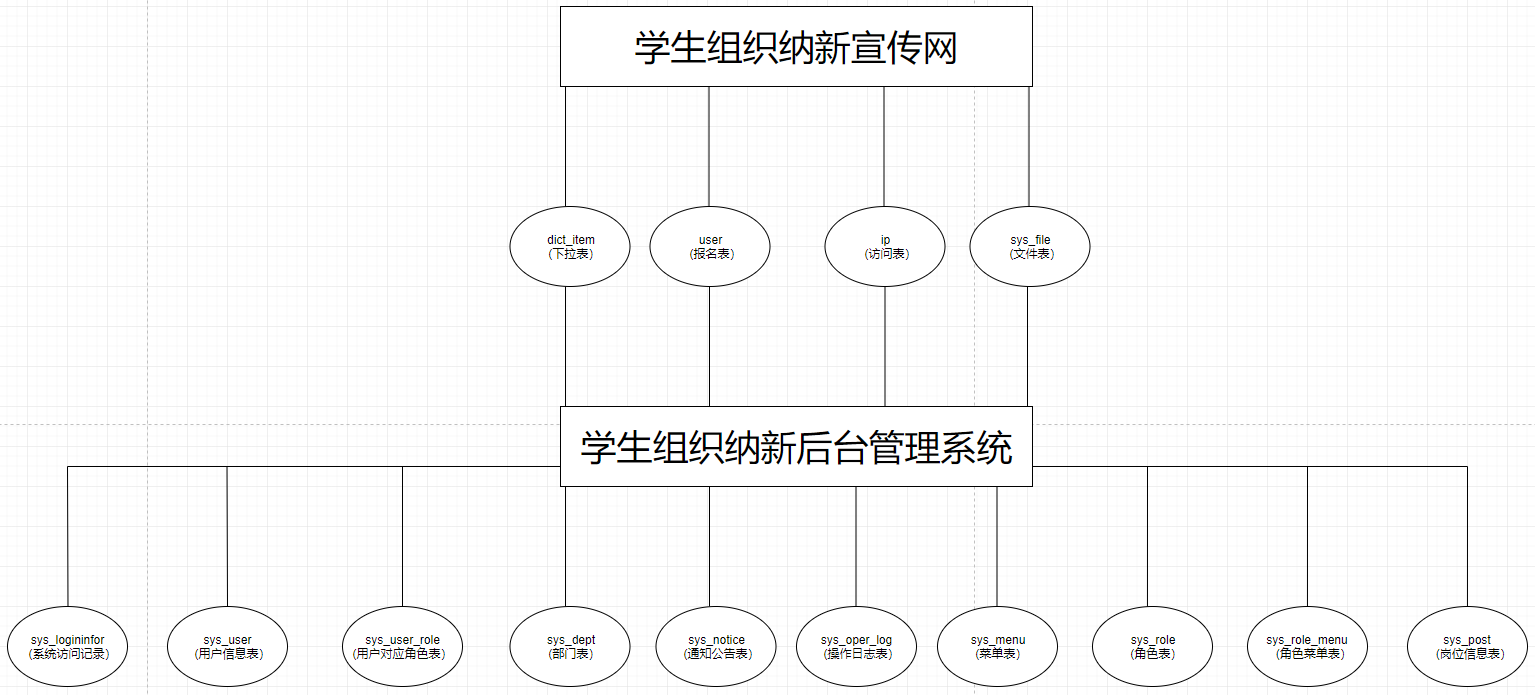 学生组织纳新宣传网
dict_item
(下拉表)
user
(报名表)
ip
(访问表)
sys_file
(文件表)
学生组织纳新后台管理系统
sys_logininfor
(系统访问记录)
sys_user
(用户信息表)
sys_user_role
(用户对应角色表)
sys_dept
(部门表)
sys_notice
(通知公告表)
sys_oper_log
(操作日志表)
sys_menu
(菜单表)
sys_role
(角色表)
sys_role_menu
(角色菜单表)
sys_post
(岗位信息表)